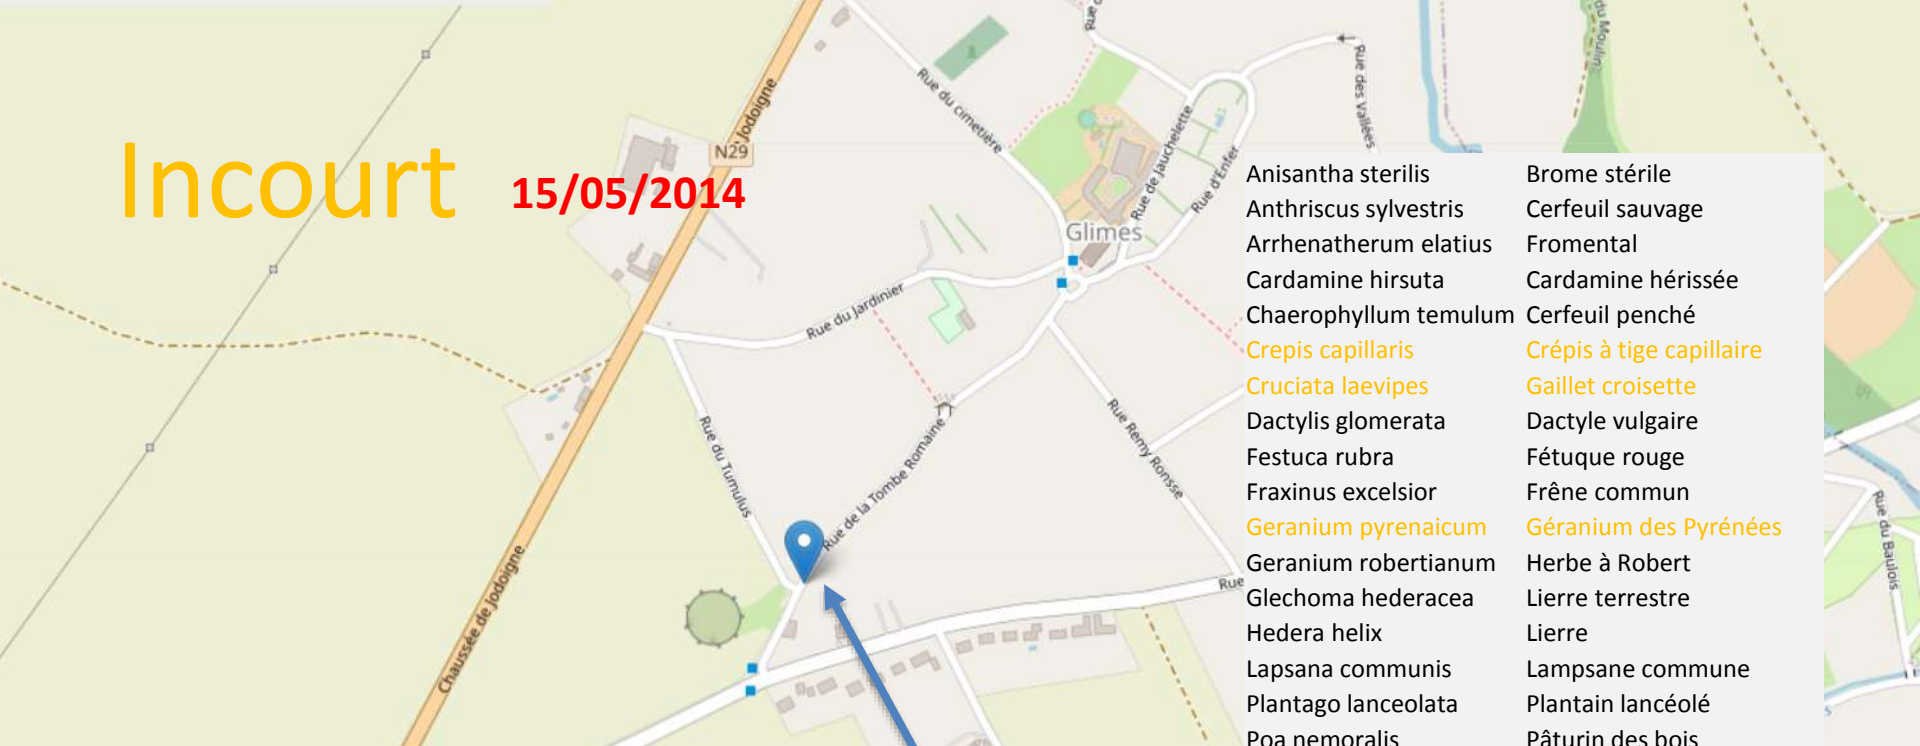 Incourt
15/05/2014
N29
Jodoigne
Rue du cimetière
Rue de Jauchelette
Rue d'Enfer
Rue des Vallées
du Moulin
Glimes
Rue du Jardinier
Rue du Tumulus
Rue de la Tombe Romaine
Rue Remy Ronsse
Chaussée de Jodoigne
Rue
Rue du Baulois
Anisantha sterilis Brome stérile
Anthriscus sylvestris Cerfeuil sauvage
Arrhenatherum elatius Fromental
Cardamine hirsuta Cardamine hérissée
Chaerophyllum temulum Cerfeuil penché
Crepis capillaris Crépis à tige capillaire
Cruciata laevipes Gaillet croisette
Dactylis glomerata Dactyle vulgaire
Festuca rubra Fétuque rouge
Fraxinus excelsior Frêne commun
Geranium pyrenaicum Géranium des Pyrénées
Geranium robertianum Herbe à Robert
Glechoma hederacea Lierre terrestre
Hedera helix Lierre
Lapsana communis Lampsane commune
Plantago lanceolata Plantain lancéolé
Poa nemoralis Pâturin des bois